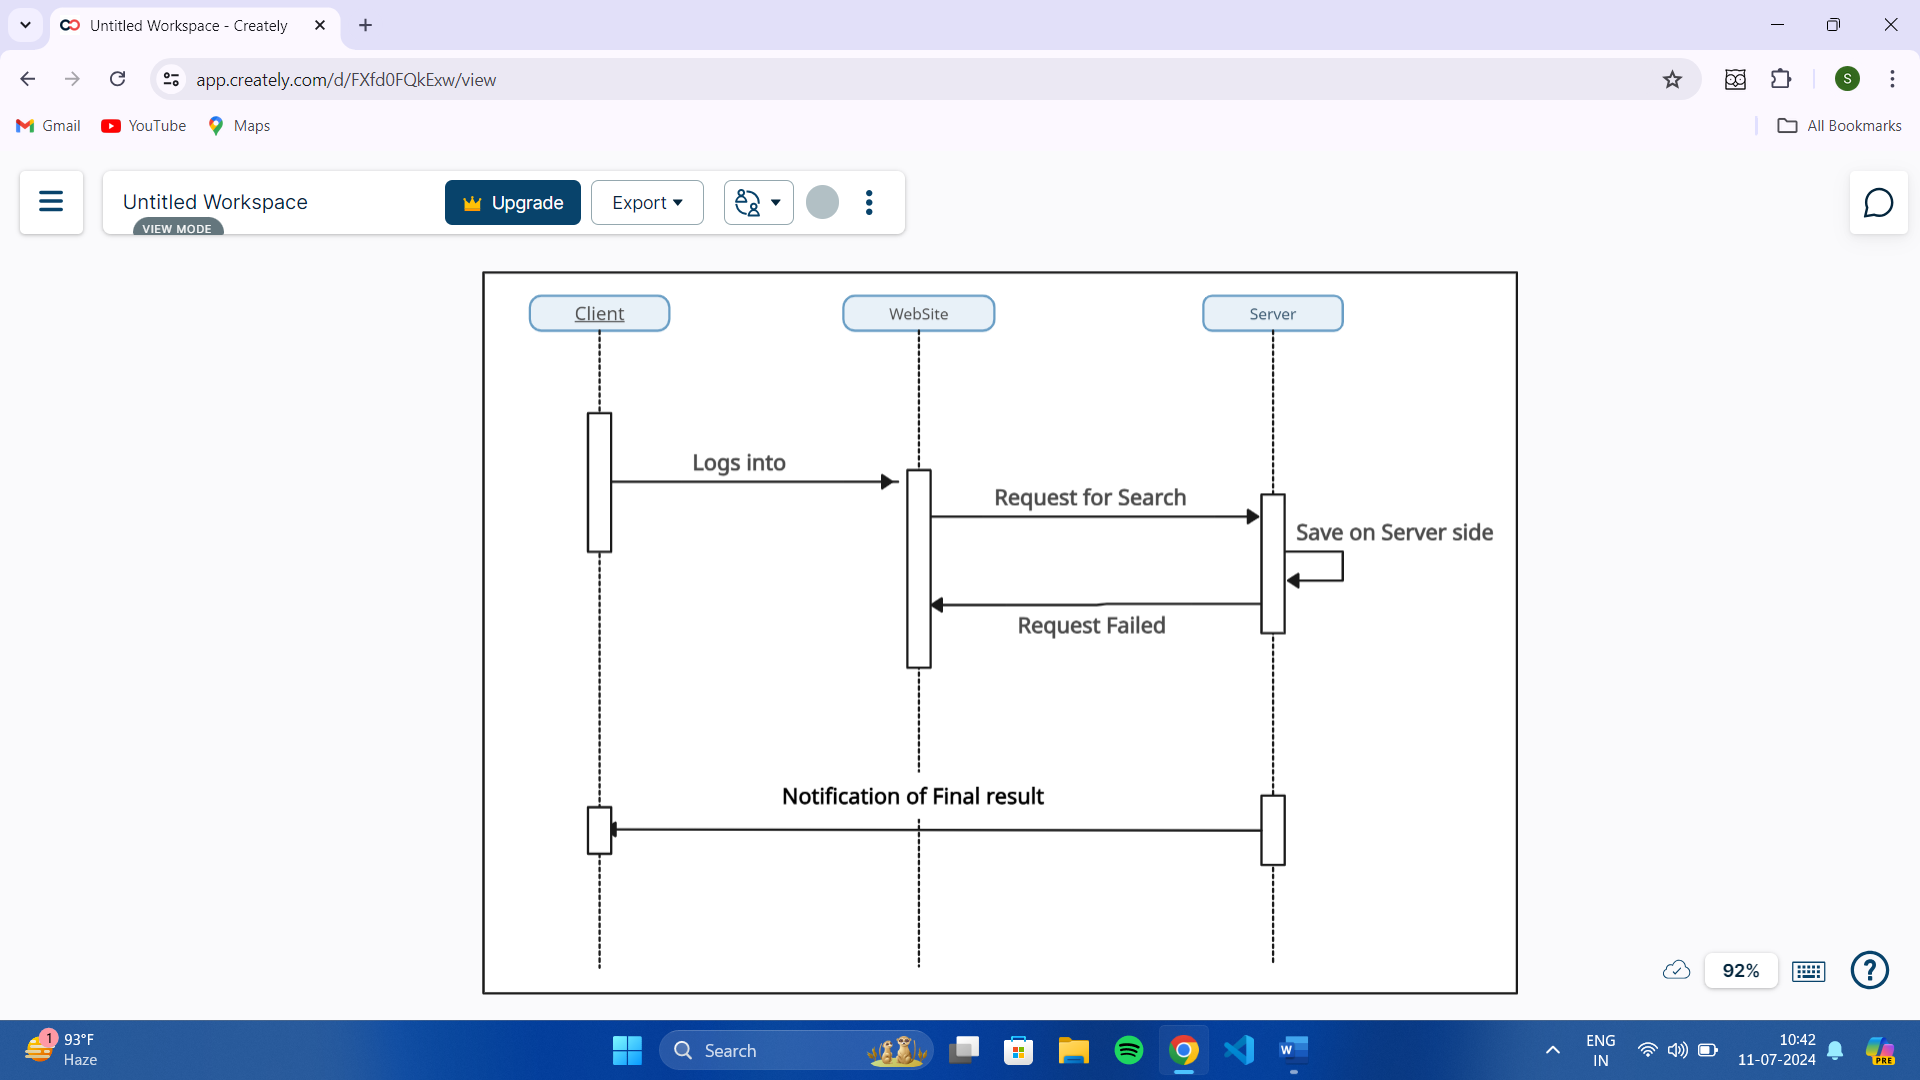 Untitled Workspace - Creately
app.creately.com/d/FXfd0FQkExw/view
Gmail
YouTube
Maps
All Bookmarks
S
Untitled Workspace
VIEW MODE
Upgrade
Export
Client
WebSite
Server
Logs into
Request for Search
Save on Server side
Request Failed
Notification of Final result
92%
?
1
93°F
Haze
Search
W
ENG
IN
10:42
11-07-2024
PRE